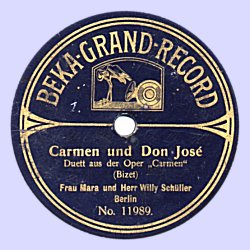 BEKA-GRAND-RECORD
Carmen und Don José
Duett aus der Oper „Carmen“
(Bizet)
Frau Mara und Herr Willy Schüller
Berlin
No. 11989.